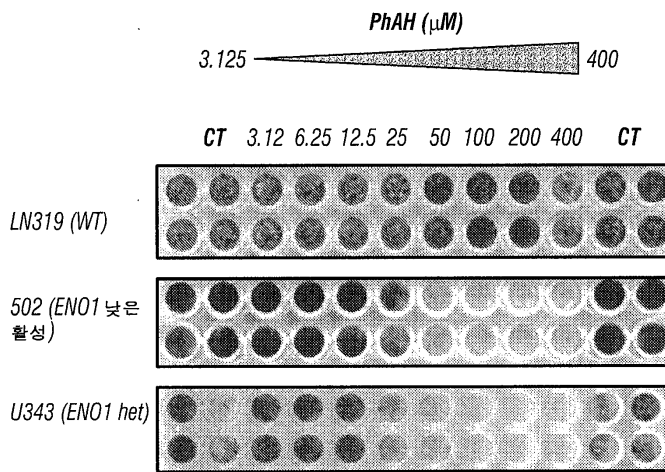 PhAH (μM)
3.125 400
CT 3.12 6.25 12.5 25 50 100 200 400 CT
LN319 (WT)
502 (ENO1 낮은
활성)
U343 (ENO1 het)